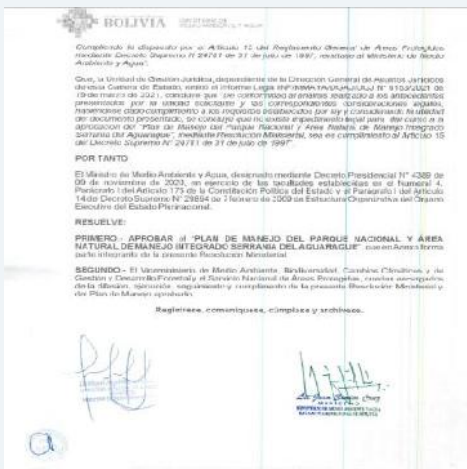 BOLIVIA MINISTERIO DE MEDIO AMBIENTE Y AGUA
Cumpliendo lo dispuesto por el Artículo 15 del Reglamento General de Áreas Protegidas
mediante Decreto Supremo N° 24781 de 31 de julio de 1997, mediante el Ministerio de Medio
Ambiente y Agua".
Que, la Unidad de Gestión Jurídica, dependiente de la Dirección General de Asuntos Jurídicos
de esta Cartera de Estado, emitió el Informe Legal
de 2021, concluye que: "De conformidad al análisis realizado a los antecedentes
presentados por la unidad solicitante y las correspondientes consideraciones legales,
habiéndose dado cumplimiento a los requisitos establecidos por ley y considerando la utilidad
del documento presentado, se concluye que no existe impedimento legal para dar curso a la
aprobación del "Plan de Manejo del Parque Nacional y Área Natural de Manejo Integrado
Serranía del Aguaragüe", mediante Resolución Ministerial, sea en cumplimiento al Artículo 15
del Decreto Supremo N° 24781 de 31 de julio de 1997".
POR TANTO
El Ministro de Medio Ambiente y Agua, designado mediante Decreto Presidencial N° 4389 de
09 de noviembre de 2020, en ejercicio de las facultades establecidas en el numeral 4,
Parágrafo I del Artículo 175 de la Constitución Política del Estado y el Parágrafo I del Artículo
14 de Decreto Supremo N° 29894 de 7 de febrero de 2009 de Estructura Organizativa del Órgano
Ejecutivo del Estado Plurinacional.
RESUELVE:
PRIMERO.- APROBAR el "PLAN DE MANEJO DEL PARQUE NACIONAL Y ÁREA
NATURAL DE MANEJO INTEGRADO SERRANIA DEL AGUARAGUE" que en Anexo forma
parte integrante de la presente Resolución Ministerial.
SEGUNDO.- El Viceministerio de Medio Ambiente, Biodiversidad, Cambios Climáticos y de
Gestión y Desarrollo Forestal y el Servicio Nacional de Áreas Protegidas, quedan encargados
de la difusión, ejecución, seguimiento y cumplimiento de la presente Resolución Ministerial y
del Plan de Manejo aprobado.
Regístrese, comuníquese, cúmplase y archívese.
MINISTRO